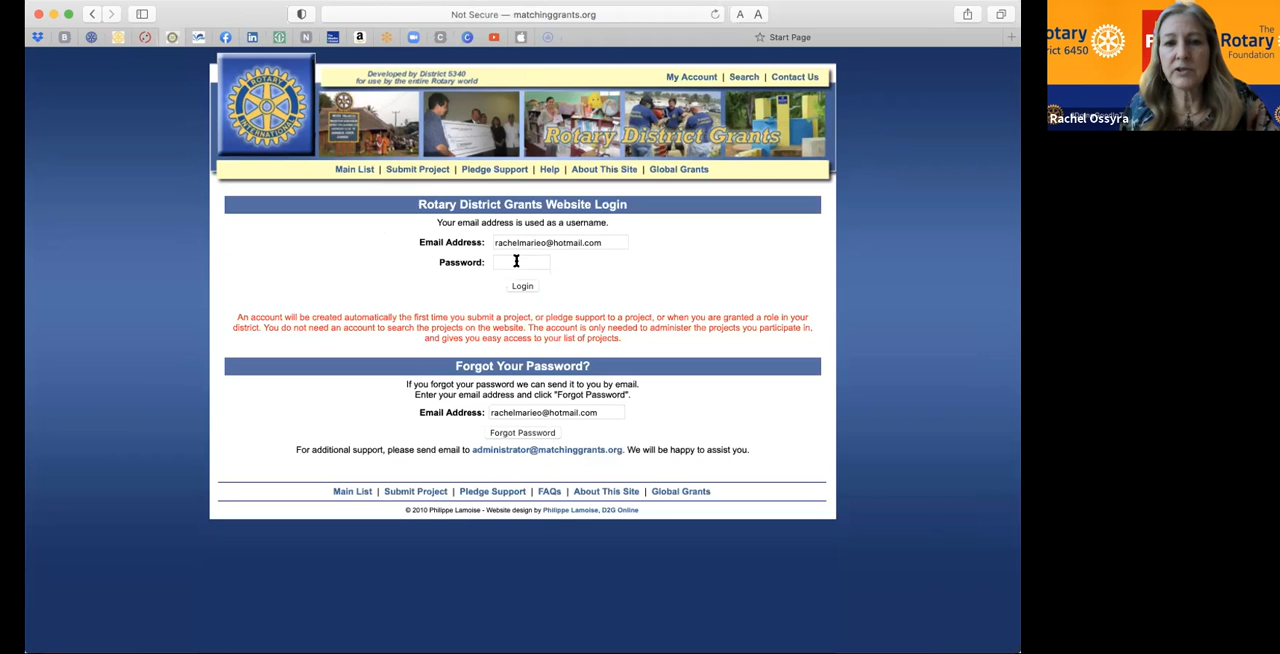 Not Secure — matchinggrants.org
A A
Start Page
Developed by District 5340
for use by the entire Rotary world
My Account | Search | Contact Us
ROTARY INTERNATIONAL
Rotary District Grants
Main List | Submit Project | Pledge Support | Help | About This Site | Global Grants
Rotary District Grants Website Login
Your email address is used as a username.
Email Address: rachelmarieo@hotmail.com
Password:
Login
An account will be created automatically the first time you submit a project, or pledge support to a project, or when you are granted a role in your
district. You do not need an account to search the projects on the website. The account is only needed to administer the projects you participate in,
and gives you easy access to your list of projects.
Forgot Your Password?
If you forgot your password we can send it to you by email.
Enter your email address and click "Forgot Password".
Email Address: rachelmarieo@hotmail.com
Forgot Password
For additional support, please send email to administrator@matchinggrants.org. We will be happy to assist you.
Main List | Submit Project | Pledge Support | FAQs | About This Site | Global Grants
© 2010 Philippe Lamoise - Website design by Philippe Lamoise, D2G Online
otary
rict 6450
The
Rotary
Foundation
Rachel Ossyra